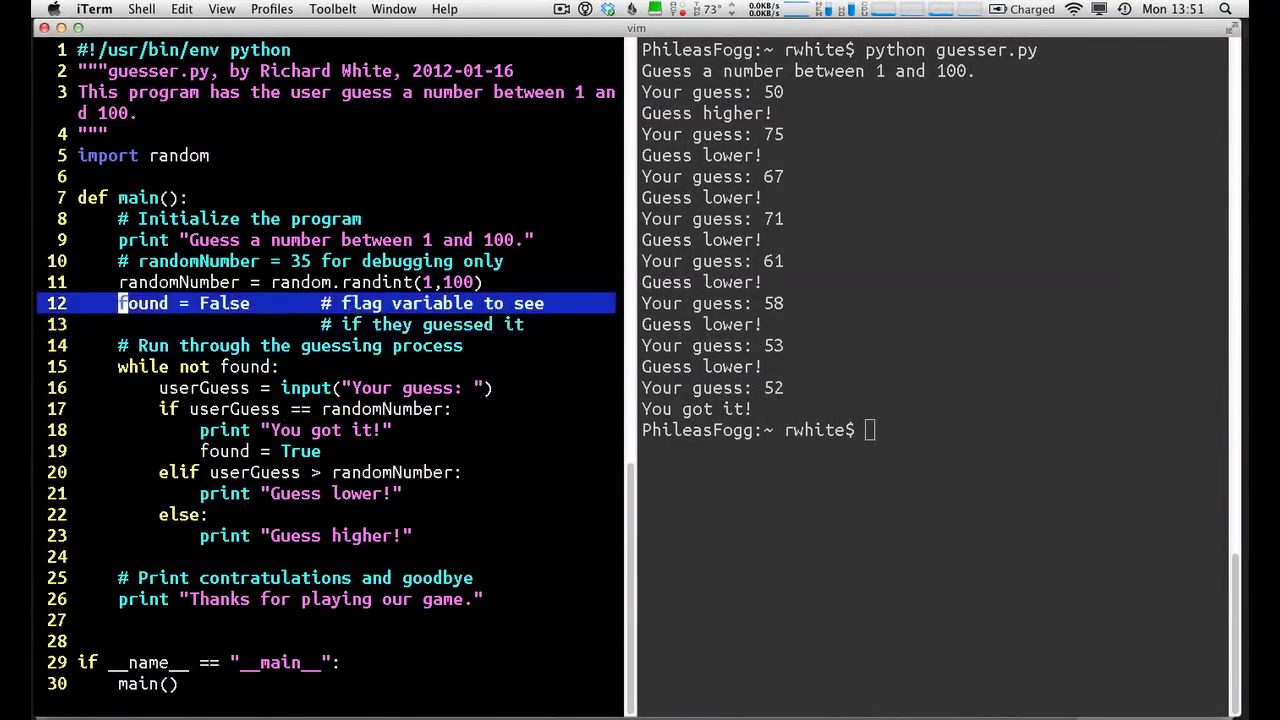 iTerm Shell Edit View Profiles Toolbelt Window Help 73° 0.0KB/s 0.0KB/s Charged Mon 13:51
vim
1 #!/usr/bin/env python
2 """guesser.py, by Richard White, 2012-01-16
3 This program has the user guess a number between 1 an
d 100.
4 """
5 import random
6
7 def main():
8     # Initialize the program
9     print "Guess a number between 1 and 100."
10     # randomNumber = 35 for debugging only
11     randomNumber = random.randint(1,100)
12     found = False       # flag variable to see
13                         # if they guessed it
14     # Run through the guessing process
15     while not found:
16         userGuess = input("Your guess: ")
17         if userGuess == randomNumber:
18             print "You got it!"
19             found = True
20         elif userGuess > randomNumber:
21             print "Guess lower!"
22         else:
23             print "Guess higher!"
24
25     # Print contratulations and goodbye
26     print "Thanks for playing our game."
27
28
29 if __name__ == "__main__":
30     main()
PhileasFogg:~ rwhite$ python guesser.py
Guess a number between 1 and 100.
Your guess: 50
Guess higher!
Your guess: 75
Guess lower!
Your guess: 67
Guess lower!
Your guess: 71
Guess lower!
Your guess: 61
Guess lower!
Your guess: 58
Guess lower!
Your guess: 53
Guess lower!
Your guess: 52
You got it!
PhileasFogg:~ rwhite$